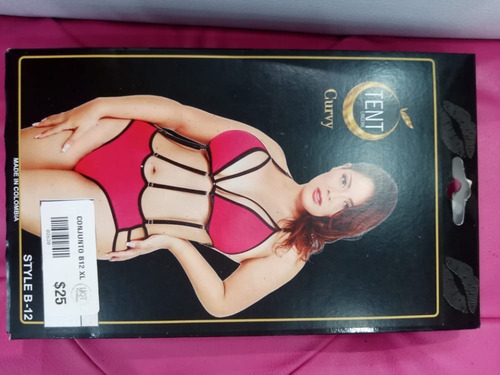 TENT
Curvy
CONJUNTO B12 XL
$25
MADE IN COLOMBIA
STYLE B-12